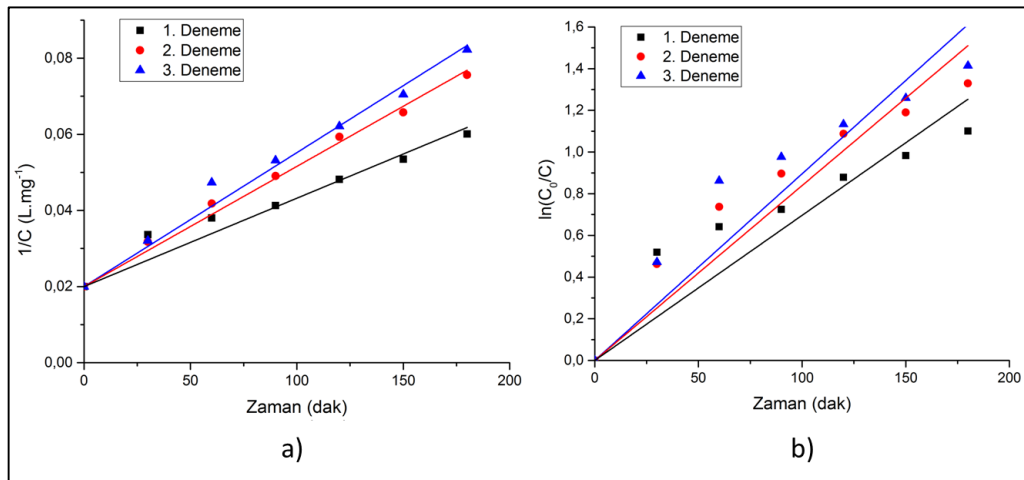 1. Deneme
2. Deneme
3. Deneme
0,08
0,06
0,04
0,02
0,00
1/C (L.mg⁻¹)
0 50 100 150 200
Zaman (dak)
a)
1. Deneme
2. Deneme
3. Deneme
1,6
1,4
1,2
1,0
0,8
0,6
0,4
0,2
0,0
ln(C₀/C)
0 50 100 150 200
Zaman (dak)
b)